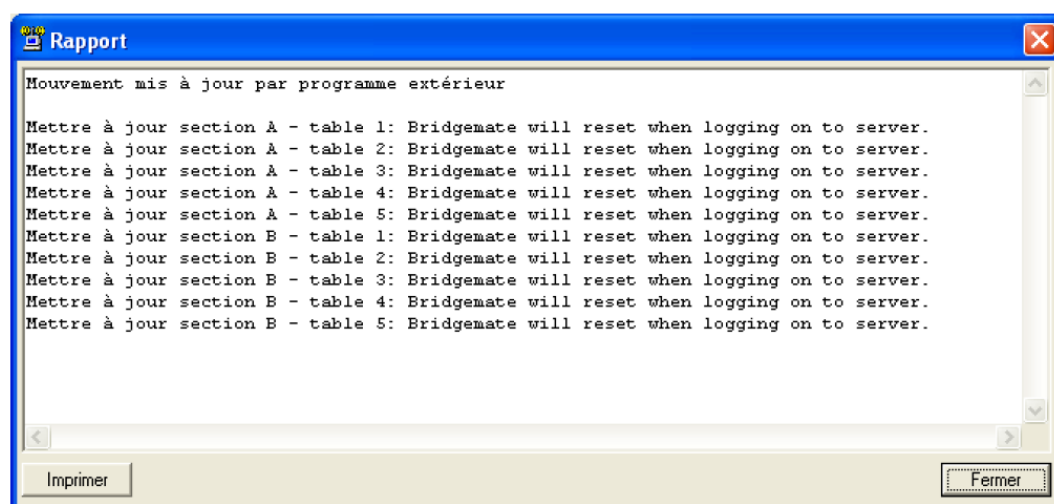 Rapport
Mouvement mis à jour par programme extérieur
Mettre à jour section A - table 1: Bridgemate will reset when logging on to server.
Mettre à jour section A - table 2: Bridgemate will reset when logging on to server.
Mettre à jour section A - table 3: Bridgemate will reset when logging on to server.
Mettre à jour section A - table 4: Bridgemate will reset when logging on to server.
Mettre à jour section A - table 5: Bridgemate will reset when logging on to server.
Mettre à jour section B - table 1: Bridgemate will reset when logging on to server.
Mettre à jour section B - table 2: Bridgemate will reset when logging on to server.
Mettre à jour section B - table 3: Bridgemate will reset when logging on to server.
Mettre à jour section B - table 4: Bridgemate will reset when logging on to server.
Mettre à jour section B - table 5: Bridgemate will reset when logging on to server.
Imprimer
Fermer